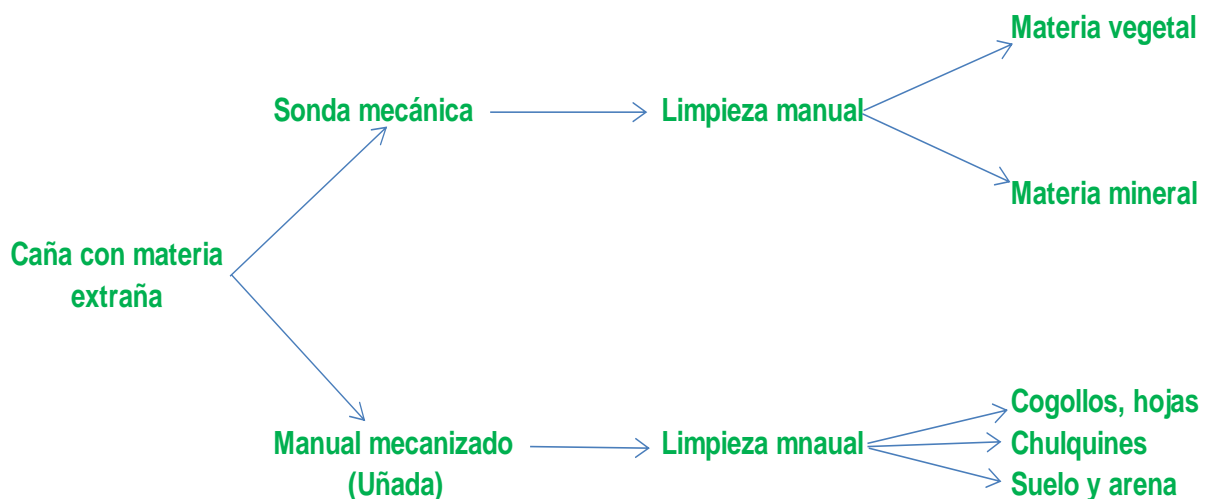 Materia vegetal
Sonda mecánica
Limpieza manual
Materia mineral
Caña con materia
extraña
Cogollos, hojas
Manual mecanizado
Limpieza mnaual
Chulquines
(Uñada)
Suelo y arena